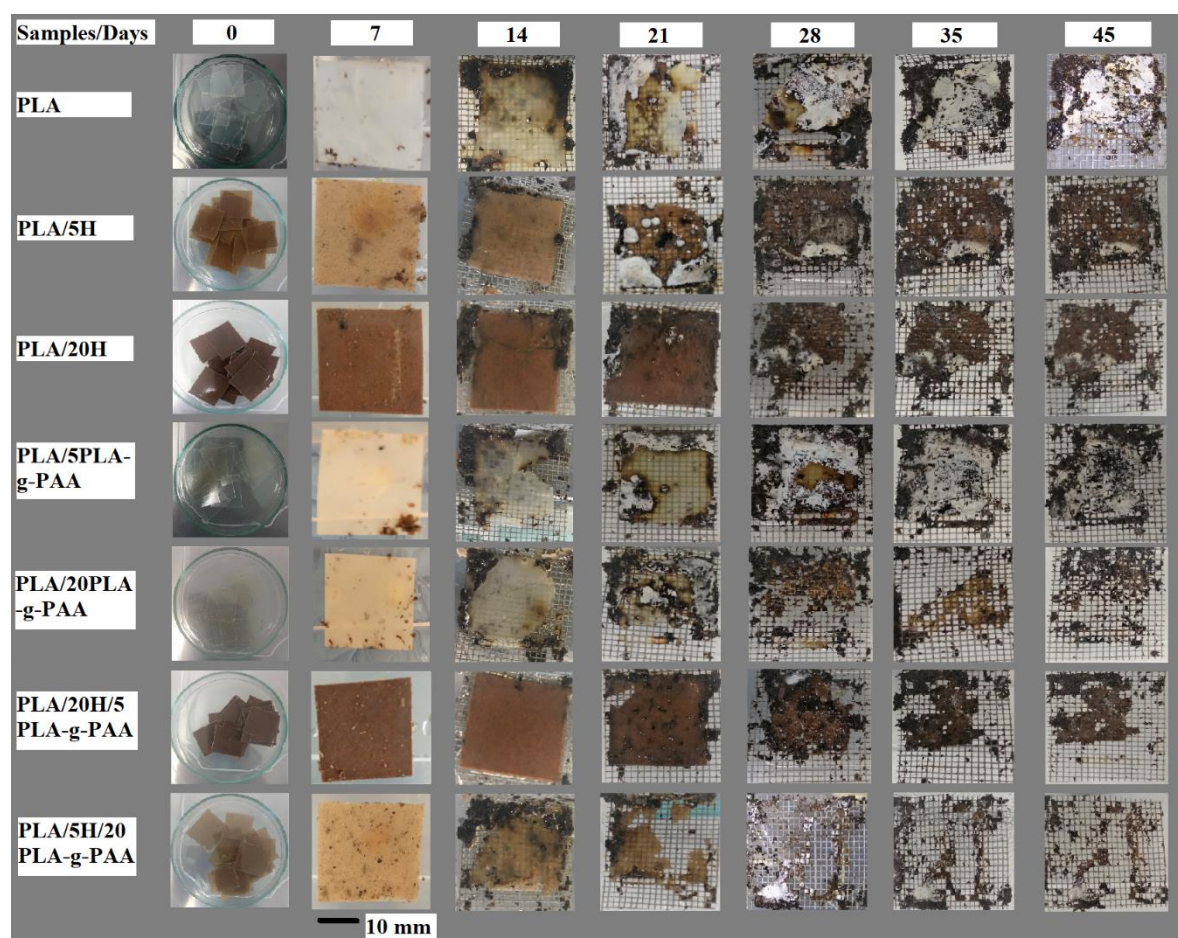 Samples/Days 0 7 14 21 28 35 45
PLA
PLA/5H
PLA/20H
PLA/5PLA-
g-PAA
PLA/20PLA
-g-PAA
PLA/20H/5
PLA-g-PAA
PLA/5H/20
PLA-g-PAA
10 mm